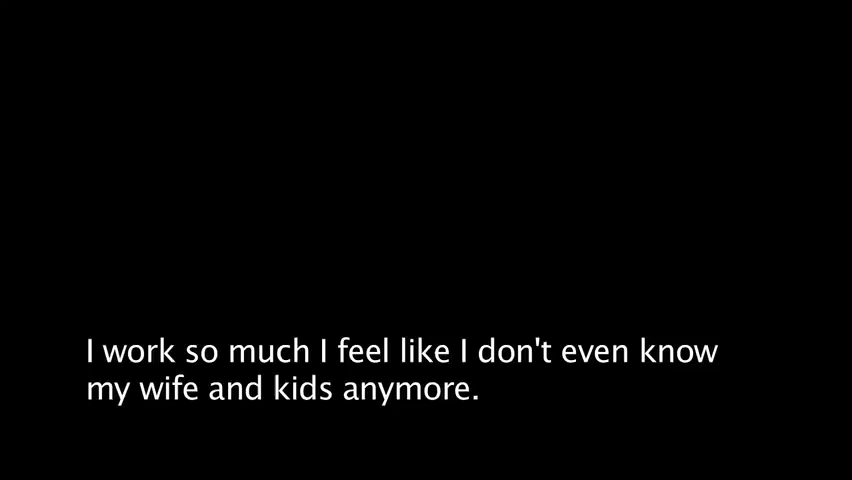 I work so much I feel like I don't even know
my wife and kids anymore.